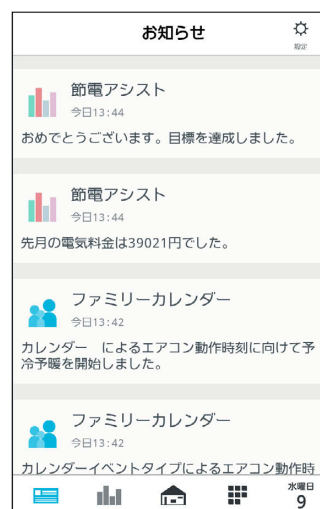 お知らせ
設定
節電アシスト
今日13:44
おめでとうございます。目標を達成しました。
節電アシスト
今日13:44
先月の電気料金は39021円でした。
ファミリーカレンダー
今日13:42
カレンダー　によるエアコン動作時刻に向けて予
冷予暖を開始しました。
ファミリーカレンダー
今日13:42
カレンダーイベントタイプによるエアコン動作時
水曜日
9